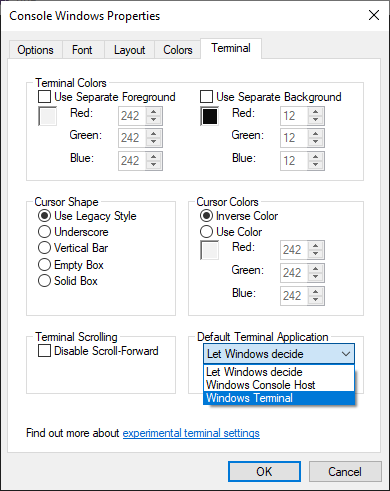 Console Windows Properties
Options Font Layout Colors Terminal
Terminal Colors
Use Separate Foreground Use Separate Background
Red: 242 Red: 12
Green: 242 Green: 12
Blue: 242 Blue: 12
Cursor Shape
Use Legacy Style
Underscore
Vertical Bar
Empty Box
Solid Box
Cursor Colors
Inverse Color
Use Color
Red: 242
Green: 242
Blue: 242
Terminal Scrolling
Disable Scroll-Forward
Default Terminal Application
Let Windows decide
Let Windows decide
Windows Console Host
Windows Terminal
Find out more about experimental terminal settings
OK Cancel